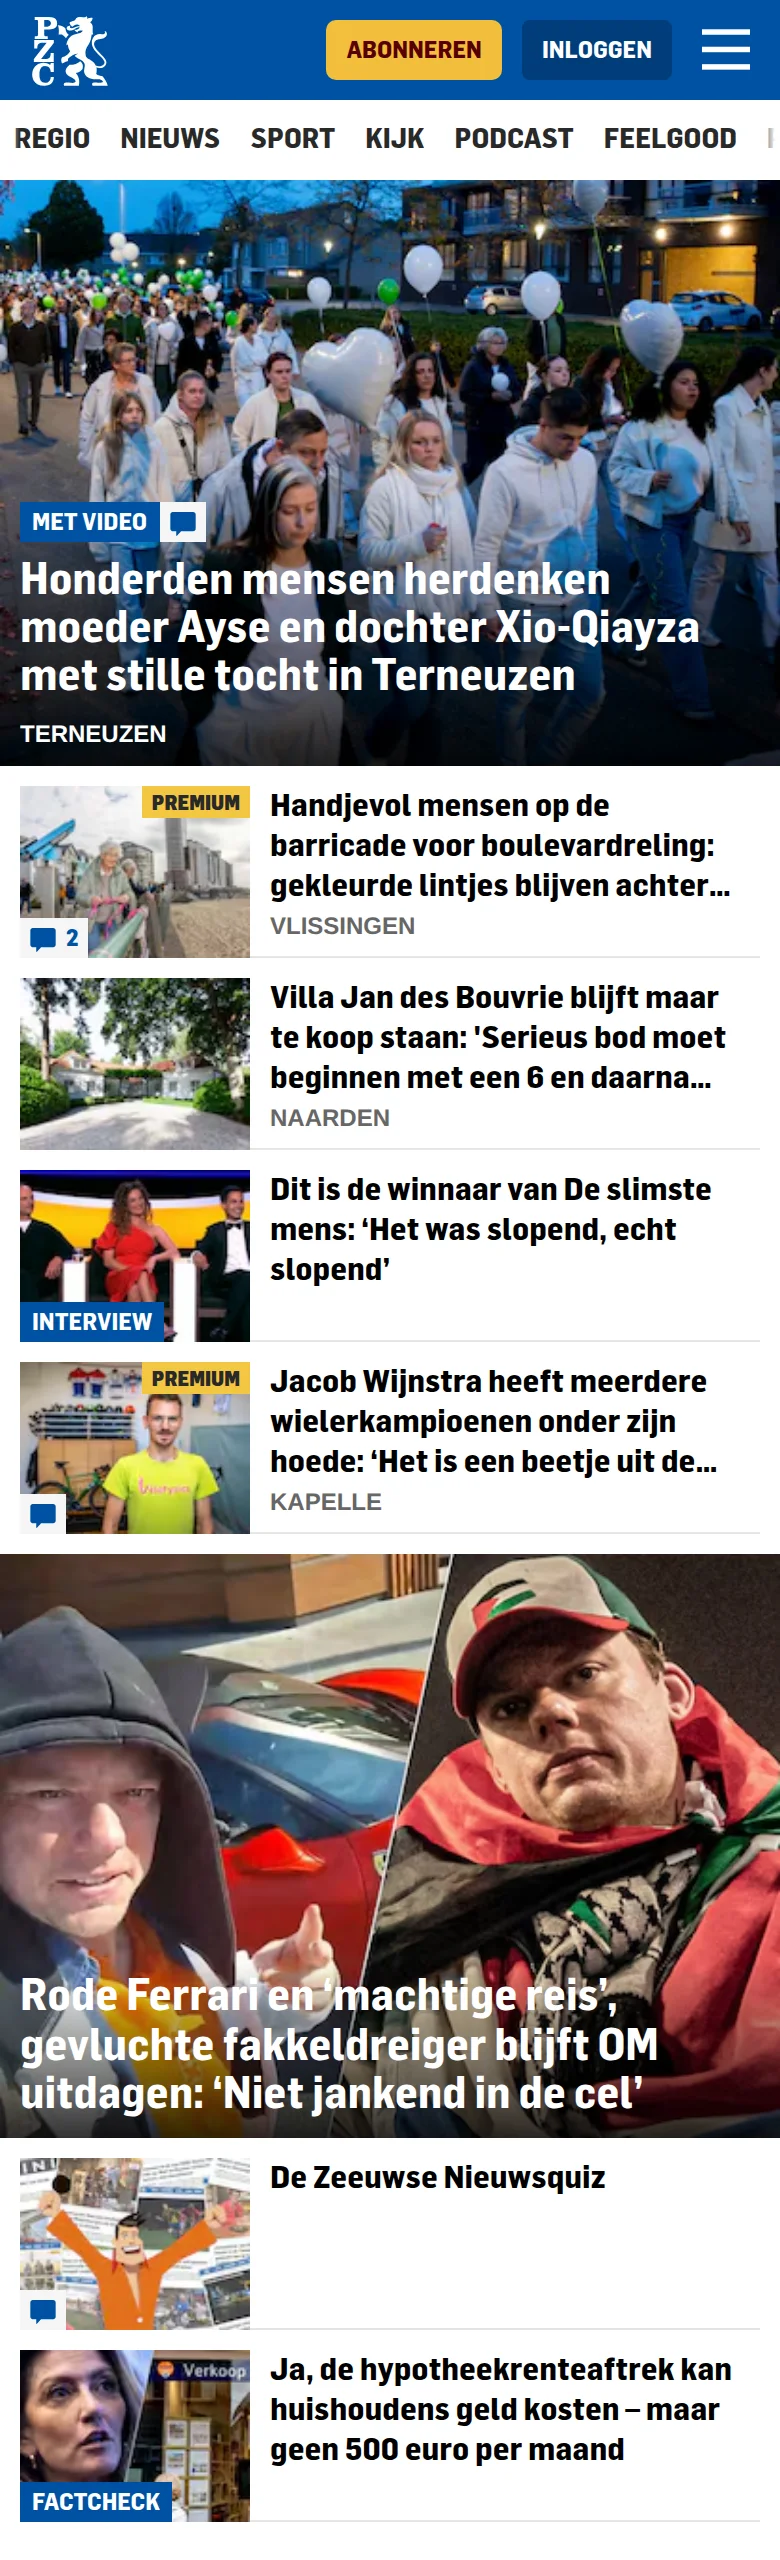 PZC
ABONNEREN
INLOGGEN
REGIO NIEUWS SPORT KIJK PODCAST FEELGOOD
MET VIDEO
Honderden mensen herdenken
moeder Ayse en dochter Xio-Qiayza
met stille tocht in Terneuzen
TERNEUZEN
PREMIUM
2
Handjevol mensen op de
barricade voor boulevardreling:
gekleurde lintjes blijven achter...
VLISSINGEN
Villa Jan des Bouvrie blijft maar
te koop staan: 'Serieus bod moet
beginnen met een 6 en daarna...
NAARDEN
INTERVIEW
Dit is de winnaar van De slimste
mens: ‘Het was slopend, echt
slopend’
PREMIUM
Jacob Wijnstra heeft meerdere
wielerkampioenen onder zijn
hoede: ‘Het is een beetje uit de...
KAPELLE
Rode Ferrari en ‘machtige reis’,
gevluchte fakkeldreiger blijft OM
uitdagen: ‘Niet jankend in de cel’
De Zeeuwse Nieuwsquiz
Verkoop
FACTCHECK
Ja, de hypotheekrenteaftrek kan
huishoudens geld kosten – maar
geen 500 euro per maand